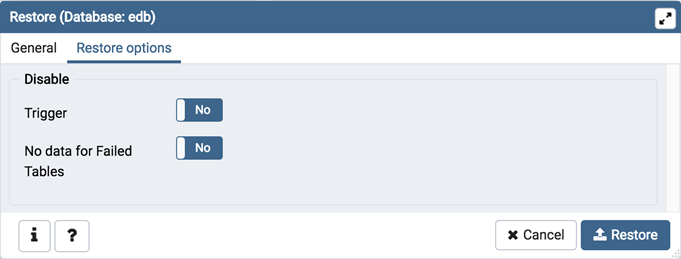 Restore (Database: edb)
General Restore options
Disable
Trigger No
No data for Failed No
Tables
i ? Cancel Restore